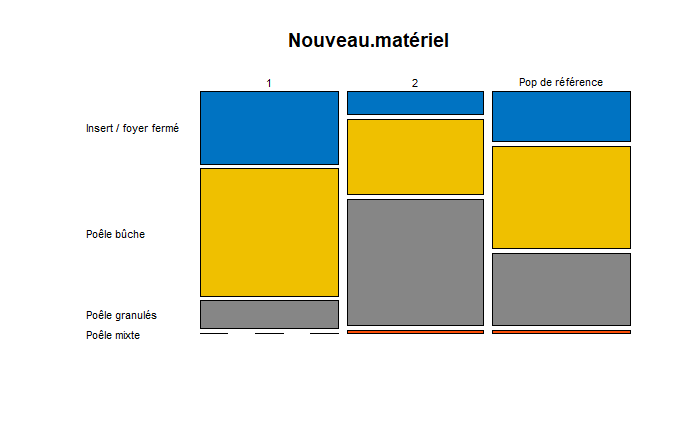 Nouveau.matériel
1 2 Pop de référence
Insert / foyer fermé
Poêle bûche
Poêle granulés
Poêle mixte